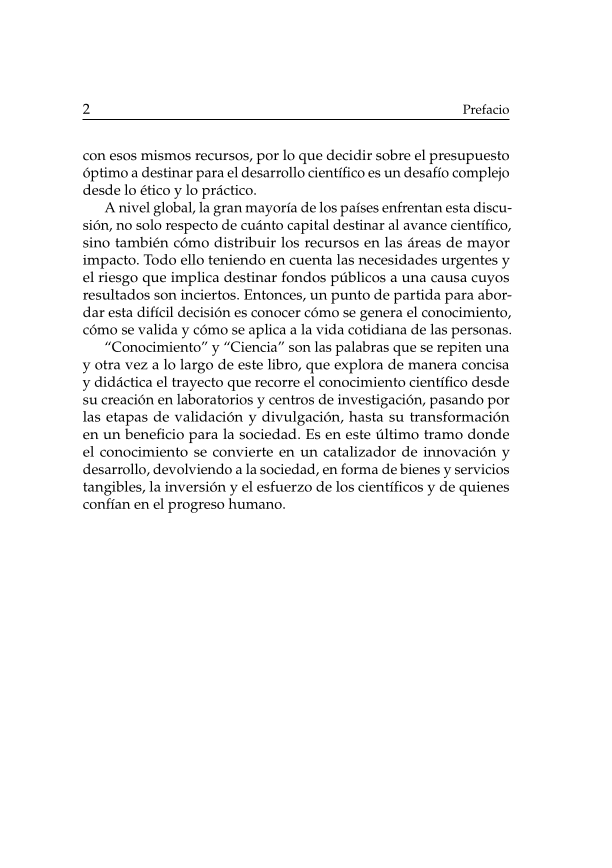 2 Prefacio
con esos mismos recursos, por lo que decidir sobre el presupuesto
óptimo a destinar para el desarrollo científico es un desafío complejo
desde lo ético y lo práctico.
A nivel global, la gran mayoría de los países enfrentan esta discu-
sión, no solo respecto de cuánto capital destinar al avance científico,
sino también cómo distribuir los recursos en las áreas de mayor
impacto. Todo ello teniendo en cuenta las necesidades urgentes y
el riesgo que implica destinar fondos públicos a una causa cuyos
resultados son inciertos. Entonces, un punto de partida para abor-
dar esta difícil decisión es conocer cómo se genera el conocimiento,
cómo se valida y cómo se aplica a la vida cotidiana de las personas.
“Conocimiento” y “Ciencia” son las palabras que se repiten una
y otra vez a lo largo de este libro, que explora de manera concisa
y didáctica el trayecto que recorre el conocimiento científico desde
su creación en laboratorios y centros de investigación, pasando por
las etapas de validación y divulgación, hasta su transformación
en un beneficio para la sociedad. Es en este último tramo donde
el conocimiento se convierte en un catalizador de innovación y
desarrollo, devolviendo a la sociedad, en forma de bienes y servicios
tangibles, la inversión y el esfuerzo de los científicos y de quienes
confían en el progreso humano.